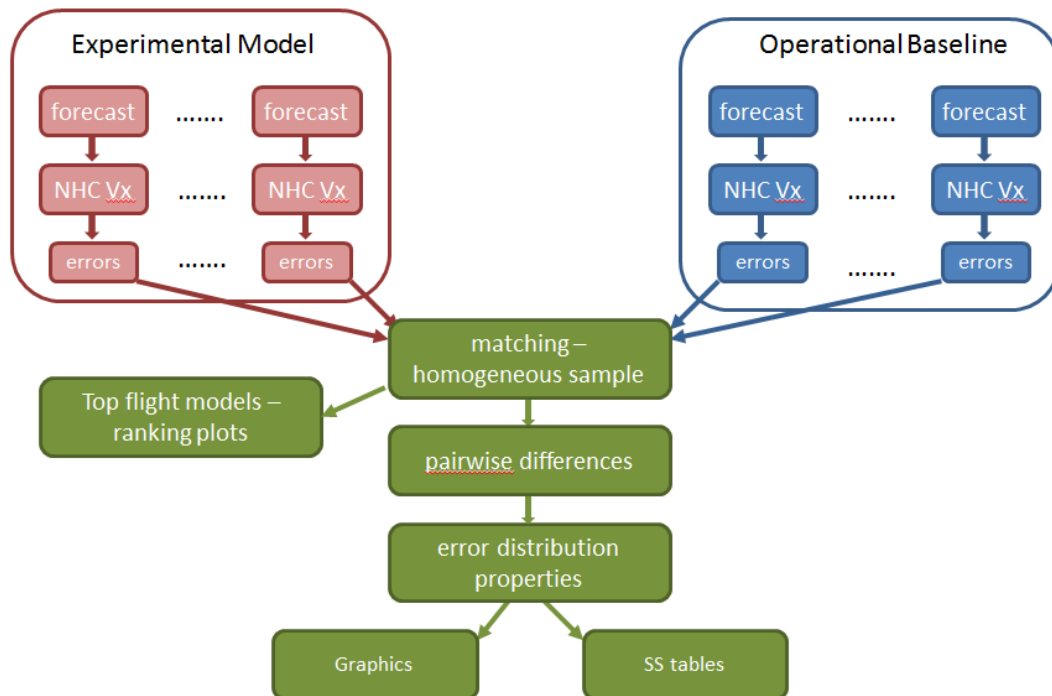 Experimental Model
Operational Baseline
forecast ……. forecast
forecast ……. forecast
NHC Vx ……. NHC Vx
NHC Vx ……. NHC Vx
errors ……. errors
errors ……. errors
matching –
homogeneous sample
Top flight models –
ranking plots
pairwise differences
error distribution
properties
Graphics
SS tables